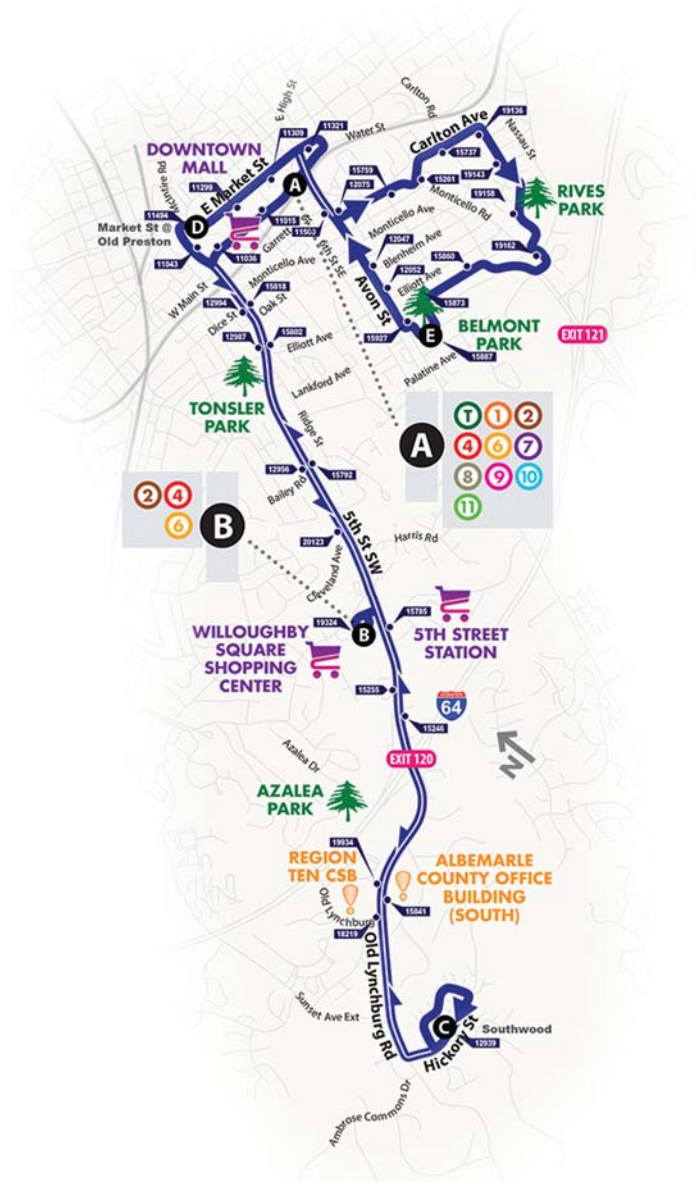 Carlton Rd
E High St
19136
11321
11309
Water St
Carlton Ave
Nassau St
DOWNTOWN
MALL
E Market St
15737
15759
12075
15261
19143
McIntire Rd
A
11299
19158
Monticello Rd
RIVES
PARK
11494
Market St @
Old Preston
D
11015
Garrett
Monticello Ave
12047
Blenheim Ave
15860
19162
6th St SE
11043
11036
Monticello Ave
12052
Elliott Ave
W Main St
15818
Oak St
12994
Dice St
Avon St
15873
15802
12987
Elliott Ave
15927
E
BELMONT
PARK
EXIT 121
15887
Palatine Ave
Lankford Ave
TONSLER
PARK
Ridge St
A
T 1 2
4 6 7
8 9 10
11
12956
15792
Bailey Rd
2 4
6
B
5th St SW
20123
Harris Rd
Cleveland Ave
19324
15785
B
WILLOUGHBY
SQUARE
SHOPPING
CENTER
5TH STREET
STATION
15255
64
15246
N
Azalea Dr
EXIT 120
AZALEA
PARK
19934
REGION
TEN CSB
ALBEMARLE
COUNTY OFFICE
BUILDING
(SOUTH)
15841
Old Lynchburg
18219
Old Lynchburg Rd
Sunset Ave Ext
C
Southwood
12939
Hickory St
Ambrose Commons Dr